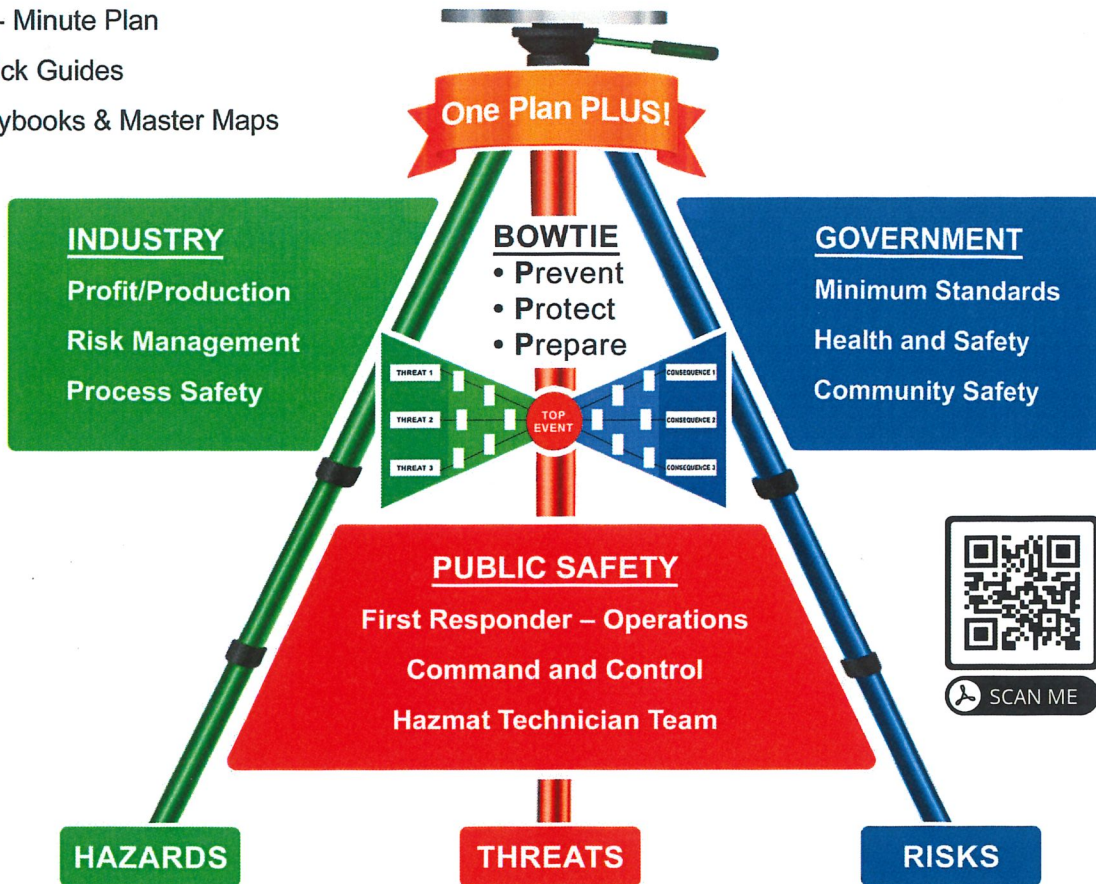 - Minute Plan
ck Guides
ybooks & Master Maps
One Plan PLUS!
INDUSTRY
Profit/Production
Risk Management
Process Safety
BOWTIE
• Prevent
• Protect
• Prepare
GOVERNMENT
Minimum Standards
Health and Safety
Community Safety
THREAT 1
THREAT 2
THREAT 3
TOP
EVENT
CONSEQUENCE 1
CONSEQUENCE 2
CONSEQUENCE 3
PUBLIC SAFETY
First Responder – Operations
Command and Control
Hazmat Technician Team
SCAN ME
HAZARDS
THREATS
RISKS